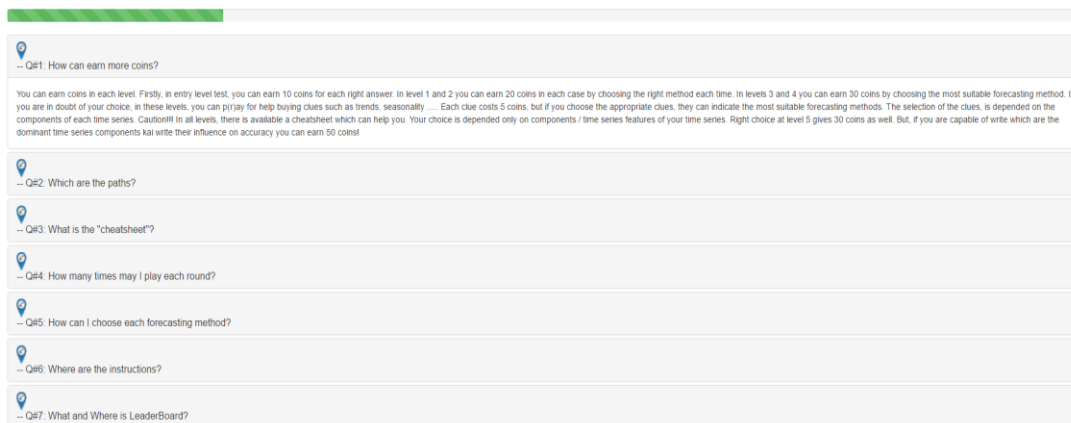 -- Q#1: How can earn more coins?
You can earn coins in each level. Firstly, in entry level test, you can earn 10 coins for each right answer. In level 1 and 2 you can earn 20 coins in each case by choosing the right method each time. In levels 3 and 4 you can earn 30 coins by choosing the most suitable forecasting method. I
you are in doubt of your choice, in these levels, you can p(r)ay for help buying clues such as trends, seasonality ..... Each clue costs 5 coins, but if you choose the appropriate clues, they can indicate the most suitable forecasting methods. The selection of the clues, is depended on the
components of each time series. Caution!!! In all levels, there is available a cheatsheet which can help you. Your choice is depended only on components / time series features of your time series. Right choice at level 5 gives 30 coins as well. But, if you are capable of write which are the
dominant time series components kai write their influence on accuracy you can earn 50 coins!
-- Q#2: Which are the paths?
-- Q#3: What is the "cheatsheet"?
-- Q#4: How many times may I play each round?
-- Q#5: How can I choose each forecasting method?
-- Q#6: Where are the instructions?
-- Q#7: What and Where is LeaderBoard?